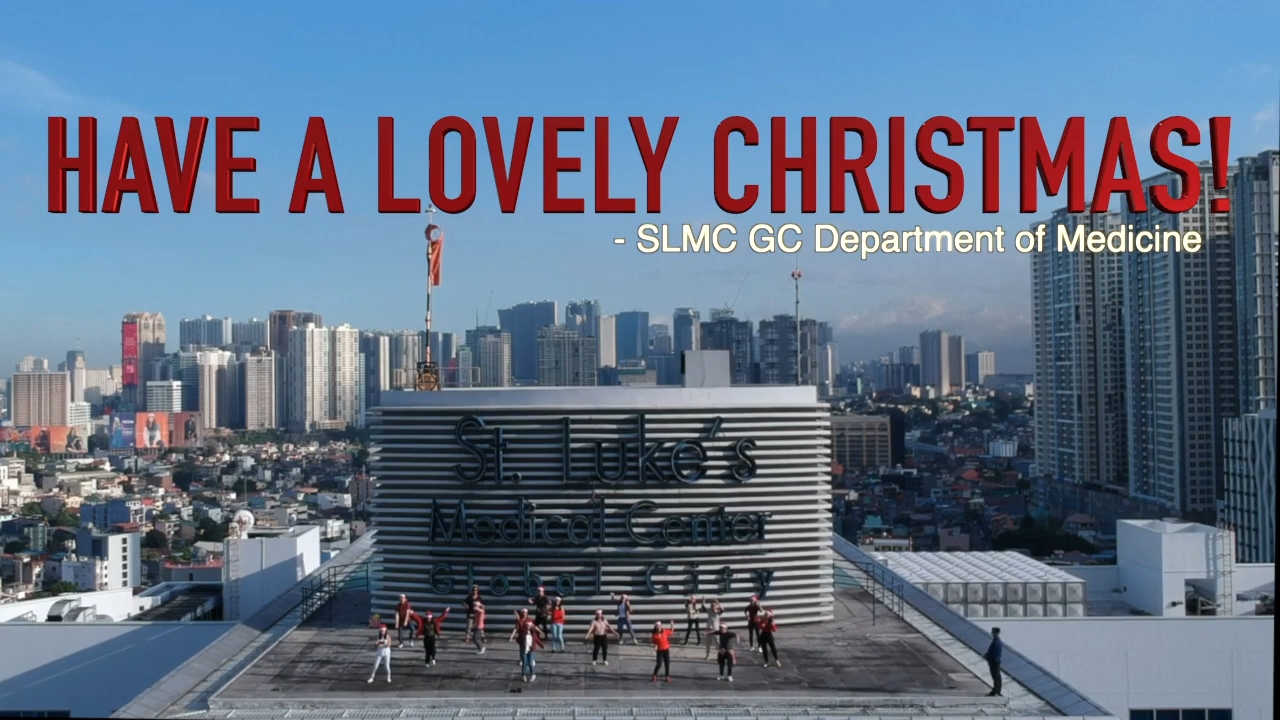 HAVE A LOVELY CHRISTMAS!
- SLMC GC Department of Medicine
St. Luke's
Medical Center
Global City